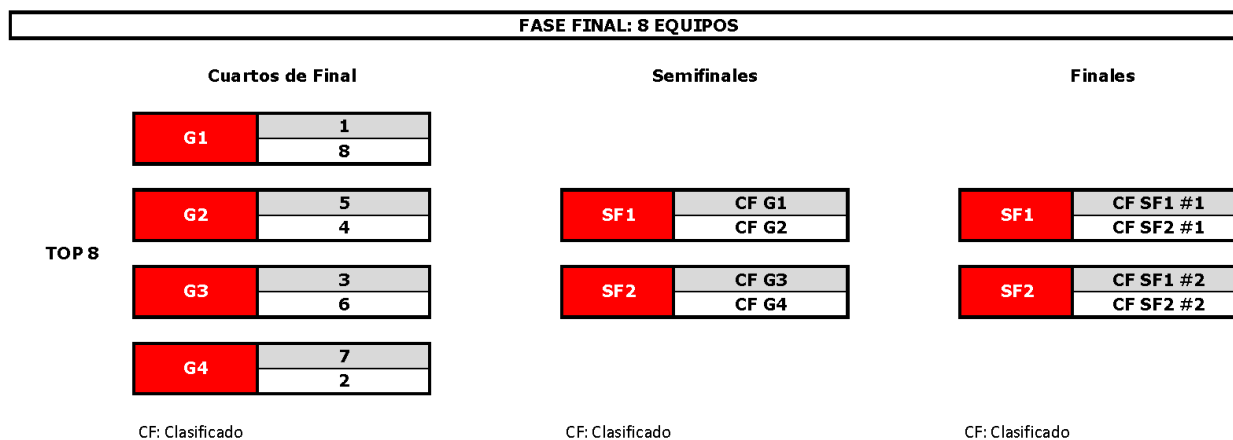 FASE FINAL: 8 EQUIPOS
Cuartos de Final
Semifinales
Finales
TOP 8
G1
1
8
G2
5
4
G3
3
6
G4
7
2
SF1
CF G1
CF G2
SF2
CF G3
CF G4
SF1
CF SF1 #1
CF SF2 #1
SF2
CF SF1 #2
CF SF2 #2
CF: Clasificado
CF: Clasificado
CF: Clasificado